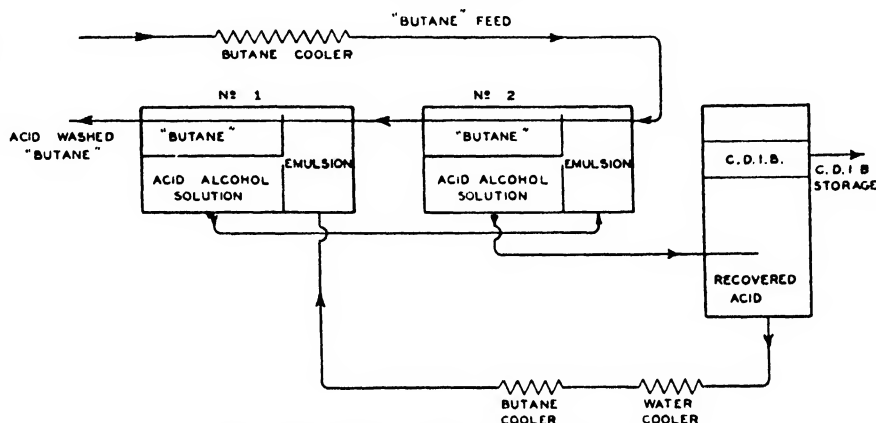 "BUTANE" FEED
BUTANE COOLER
Nº 1
Nº 2
ACID WASHED
"BUTANE"
"BUTANE"
EMULSION
ACID ALCOHOL
SOLUTION
"BUTANE"
EMULSION
ACID ALCOHOL
SOLUTION
C.D.I.B.
C.D.I.B
STORAGE
RECOVERED
ACID
BUTANE
COOLER
WATER
COOLER